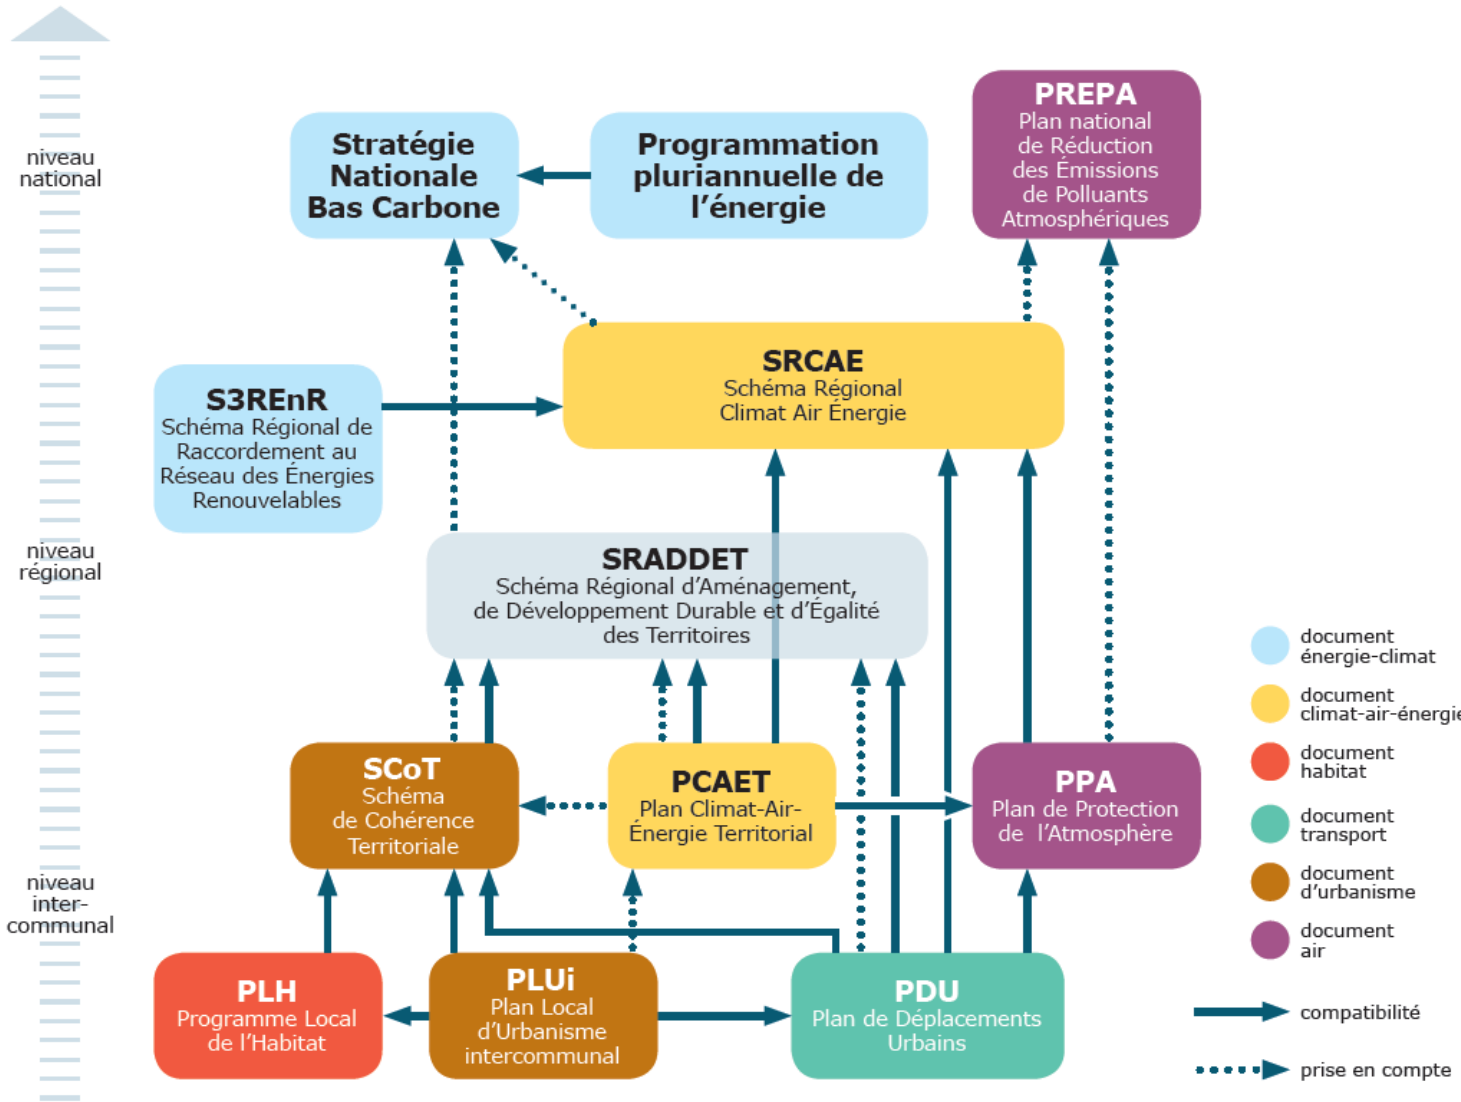 niveau
national
Stratégie
Nationale
Bas Carbone
Programmation
pluriannuelle de
l’énergie
PREPA
Plan national
de Réduction
des Émissions
de Polluants
Atmosphériques
SRCAE
Schéma Régional
Climat Air Énergie
S3REnR
Schéma Régional de
Raccordement au
Réseau des Énergies
Renouvelables
niveau
régional
SRADDET
Schéma Régional d’Aménagement,
de Développement Durable et d’Égalité
des Territoires
SCoT
Schéma
de Cohérence
Territoriale
PCAET
Plan Climat-Air-
Énergie Territorial
PPA
Plan de Protection
de l’Atmosphère
niveau
inter-
communal
PLH
Programme Local
de l’Habitat
PLUi
Plan Local
d’Urbanisme
intercommunal
PDU
Plan de Déplacements
Urbains
document
énergie-climat
document
climat-air-énergie
document
habitat
document
transport
document
d’urbanisme
document
air
compatibilité
prise en compte